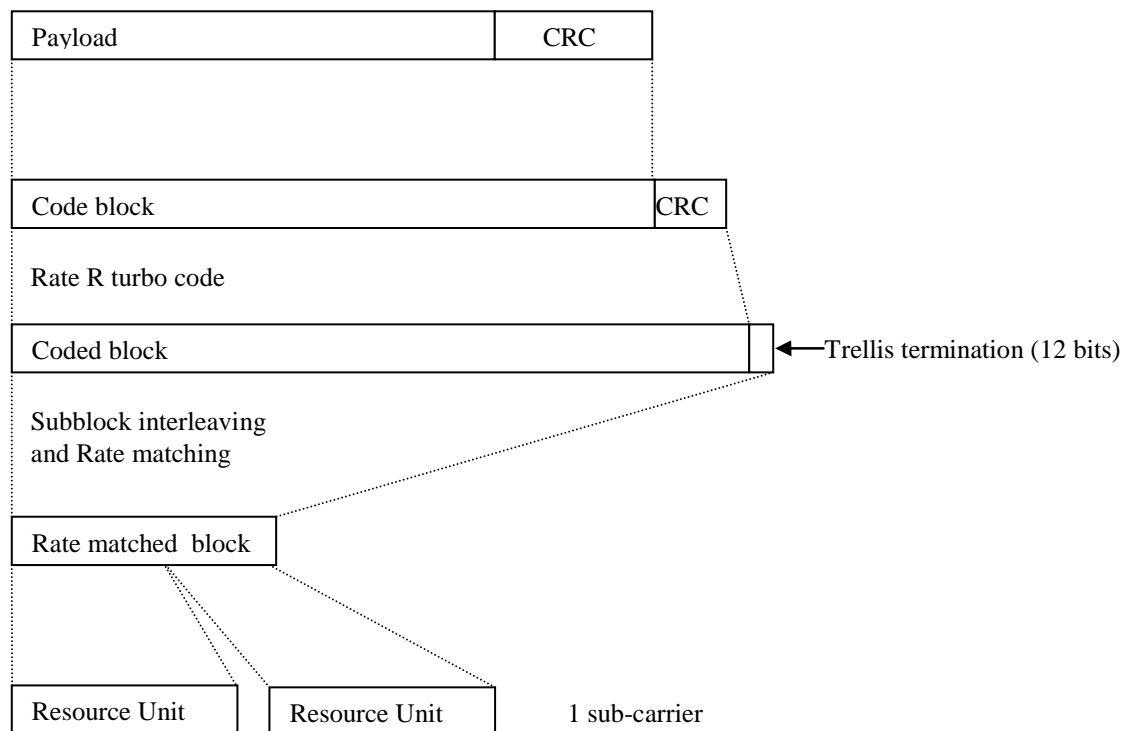 Payload CRC
Code block CRC
Rate R turbo code
Coded block Trellis termination (12 bits)
Subblock interleaving
and Rate matching
Rate matched block
Resource Unit Resource Unit 1 sub-carrier